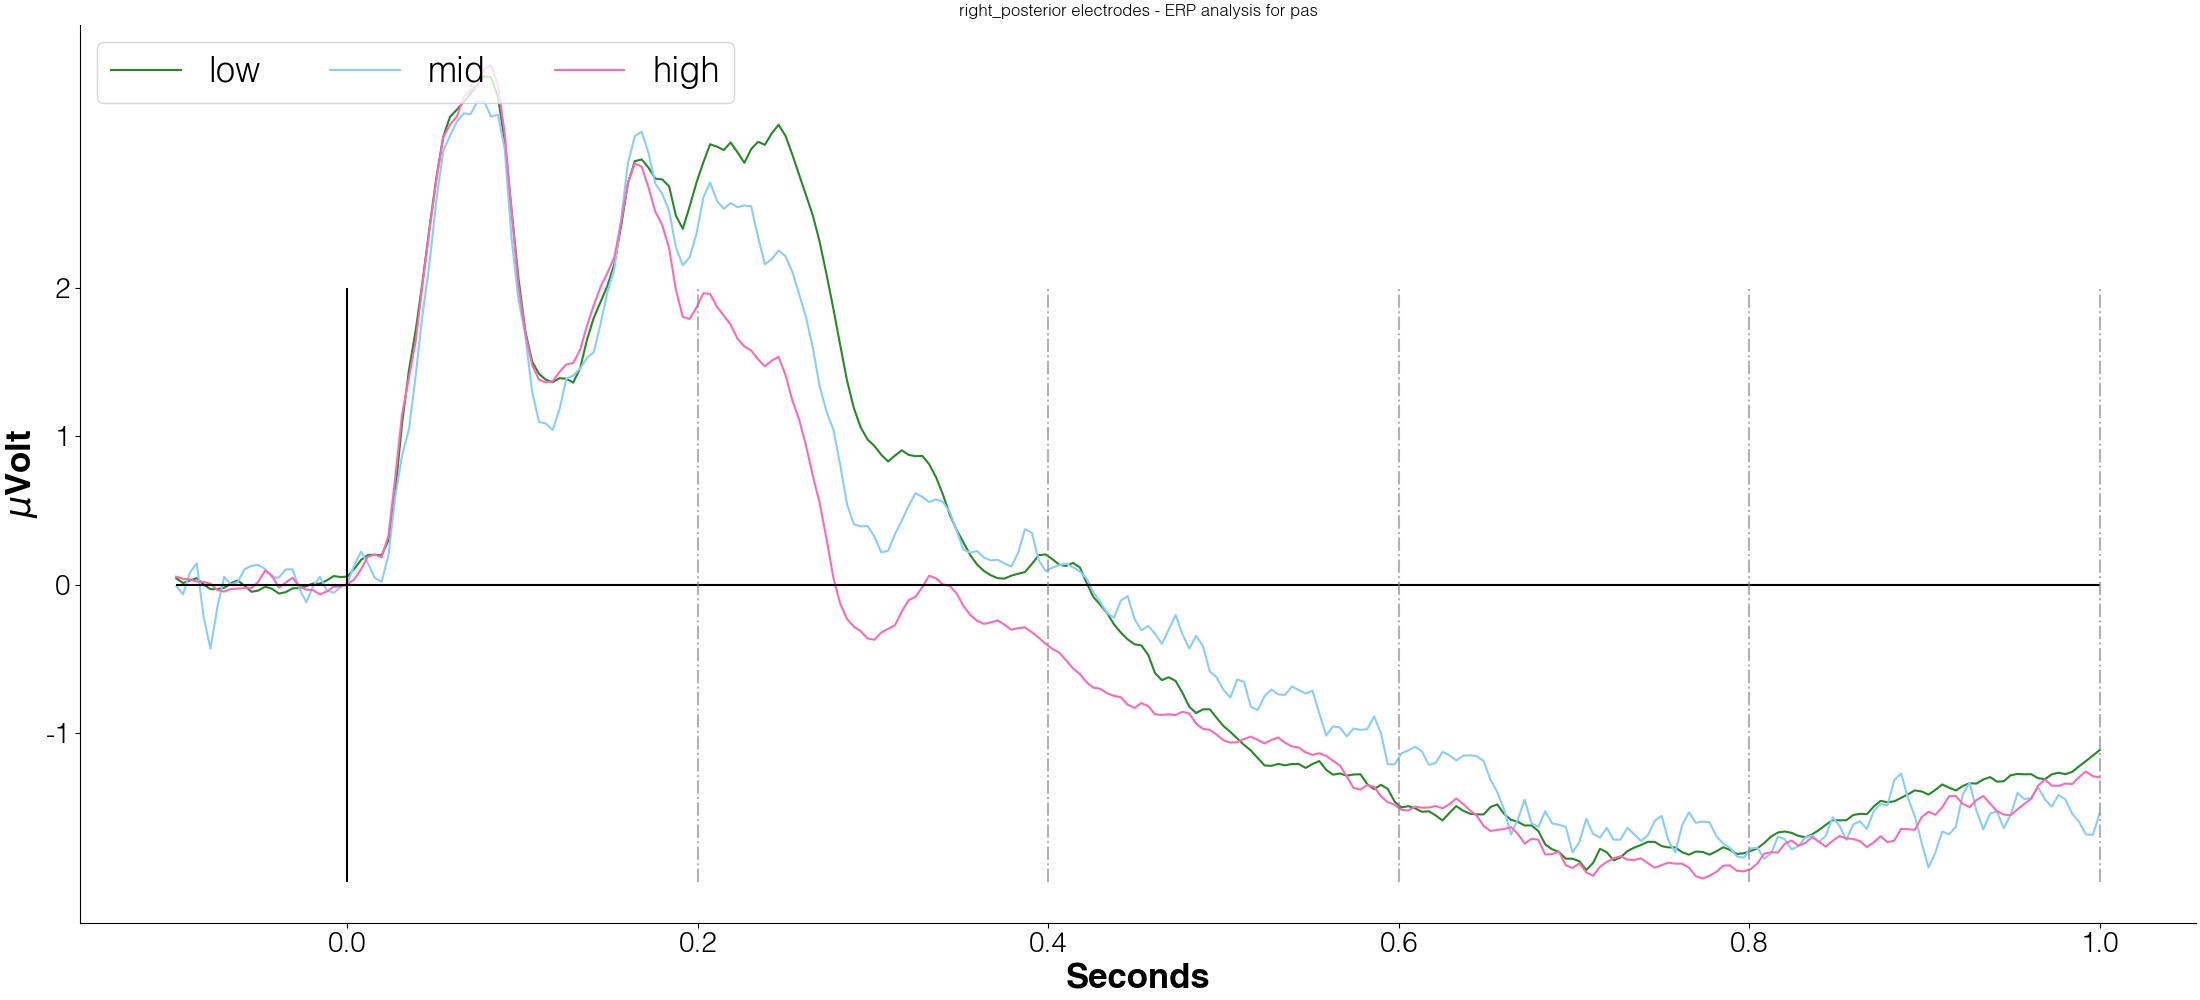 right_posterior electrodes - ERP analysis for pas
low mid high
2
1
0
-1
µVolt
0.0 0.2 0.4 0.6 0.8 1.0
Seconds